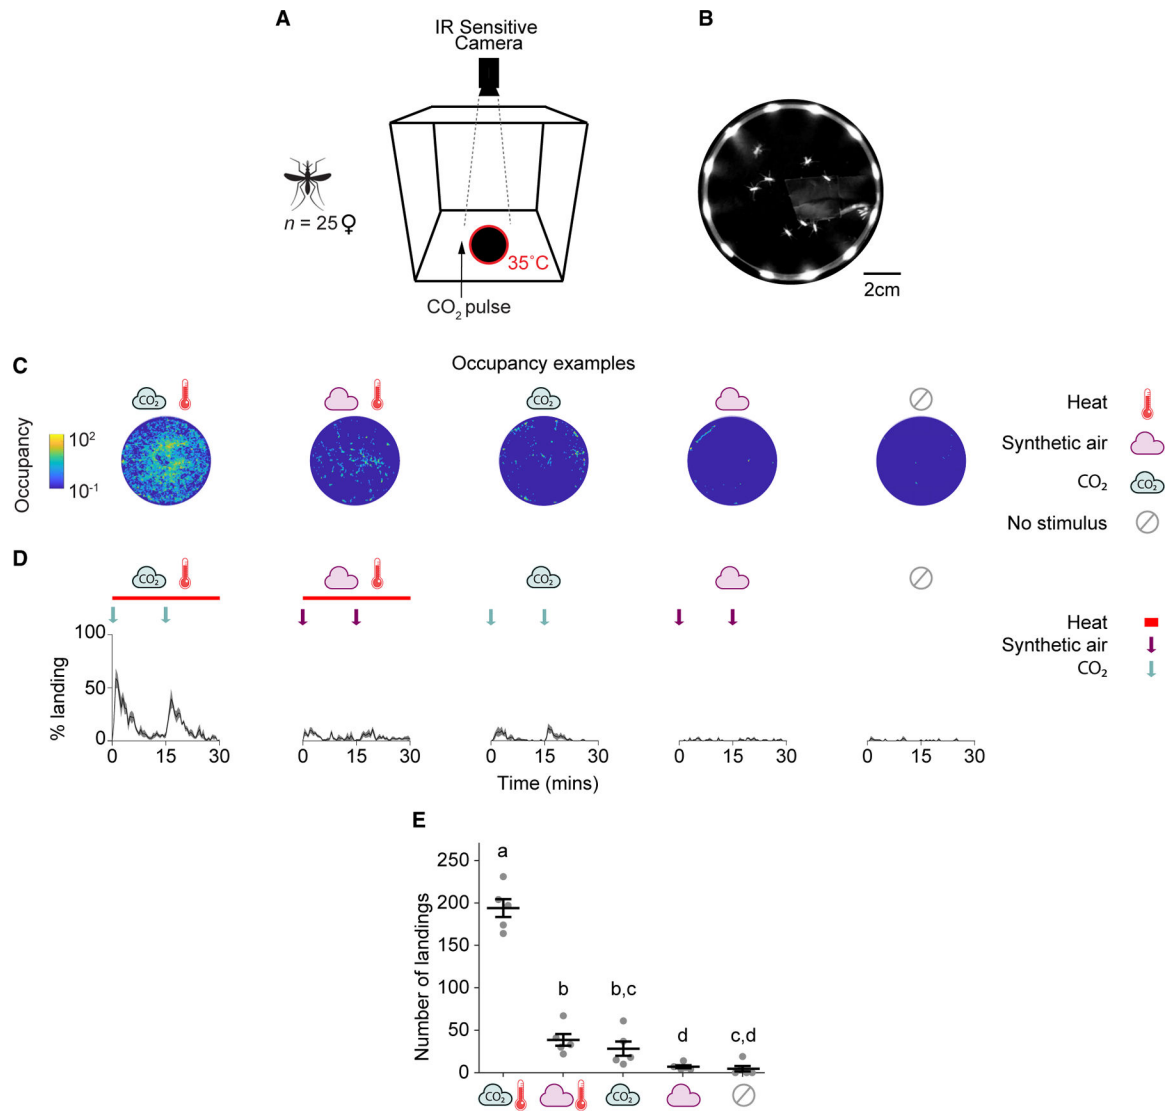 A
IR Sensitive
Camera
n = 25♀
35°C
CO₂ pulse
B
2cm
C
Occupancy examples
CO₂
CO₂
Occupancy
10²
10⁻¹
Heat
Synthetic air
CO₂
CO₂
No stimulus
D
CO₂
CO₂
Heat
Synthetic air
CO₂
% landing
100
50
0
0 15 30
0 15 30
0 15 30
0 15 30
0 15 30
Time (mins)
E
Number of landings
250
200
150
100
50
0
a
b
b,c
d
c,d
CO₂
CO₂